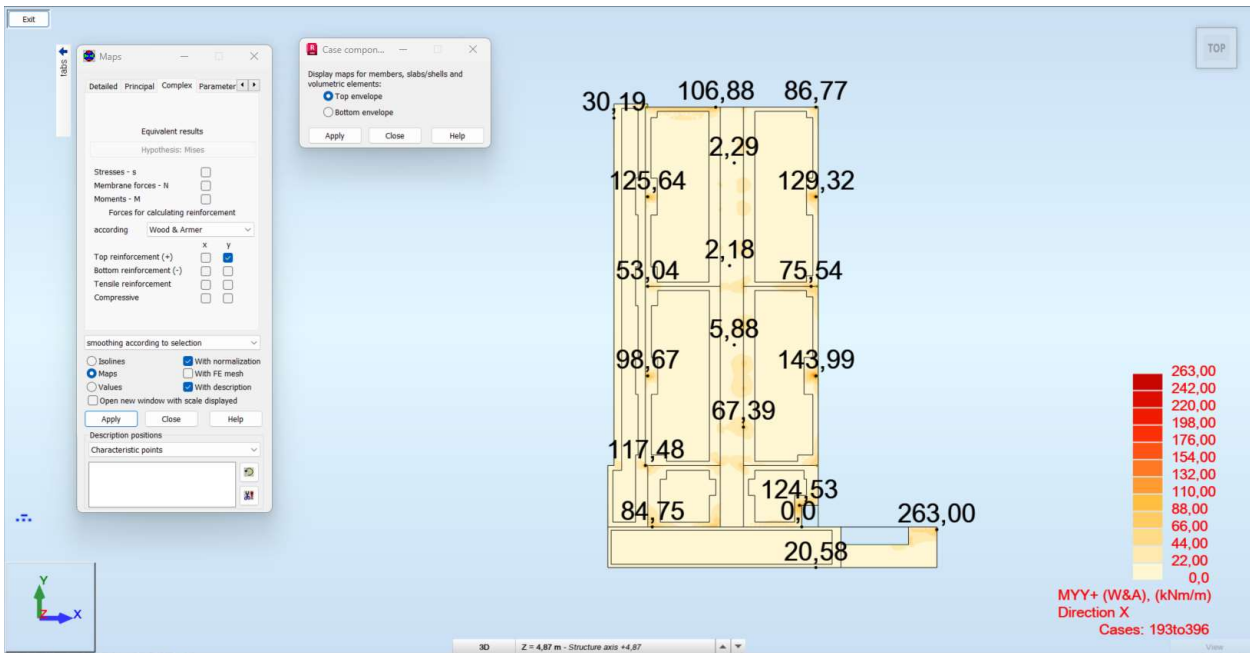 Exit
tabs
Maps
Detailed Principal Complex Parameter
Equivalent results
Hypothesis: Mises
Stresses - s
Membrane forces - N
Moments - M
Forces for calculating reinforcement
according Wood & Armer
x y
Top reinforcement (+)
Bottom reinforcement (-)
Tensile reinforcement
Compressive
smoothing according to selection
Isolines With normalization
Maps With FE mesh
Values With description
Open new window with scale displayed
Apply Close Help
Description positions
Characteristic points
Case compon...
Display maps for members, slabs/shells and
volumetric elements:
Top envelope
Bottom envelope
Apply Close Help
TOP
30,19 106,88 86,77
2,29
125,64 129,32
2,18
53,04 75,54
5,88
98,67 143,99
67,39
117,48
124,53
84,75 0,0 263,00
20,58
263,00
242,00
220,00
198,00
176,00
154,00
132,00
110,00
88,00
66,00
44,00
22,00
0,0
MYY+ (W&A), (kNm/m)
Direction X
Cases: 193to396
Y
Z X
3D Z = 4,87 m - Structure axis +4,87
View